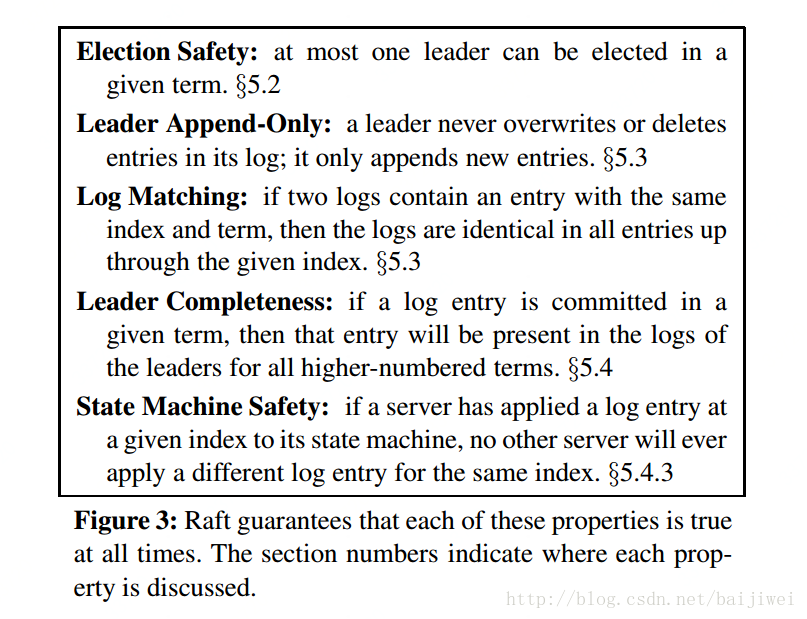 Election Safety: at most one leader can be elected in a
given term. §5.2
Leader Append-Only: a leader never overwrites or deletes
entries in its log; it only appends new entries. §5.3
Log Matching: if two logs contain an entry with the same
index and term, then the logs are identical in all entries up
through the given index. §5.3
Leader Completeness: if a log entry is committed in a
given term, then that entry will be present in the logs of
the leaders for all higher-numbered terms. §5.4
State Machine Safety: if a server has applied a log entry at
a given index to its state machine, no other server will ever
apply a different log entry for the same index. §5.4.3
Figure 3: Raft guarantees that each of these properties is true
at all times. The section numbers indicate where each prop-
erty is discussed.
http://blog.csdn.net/baijiwei